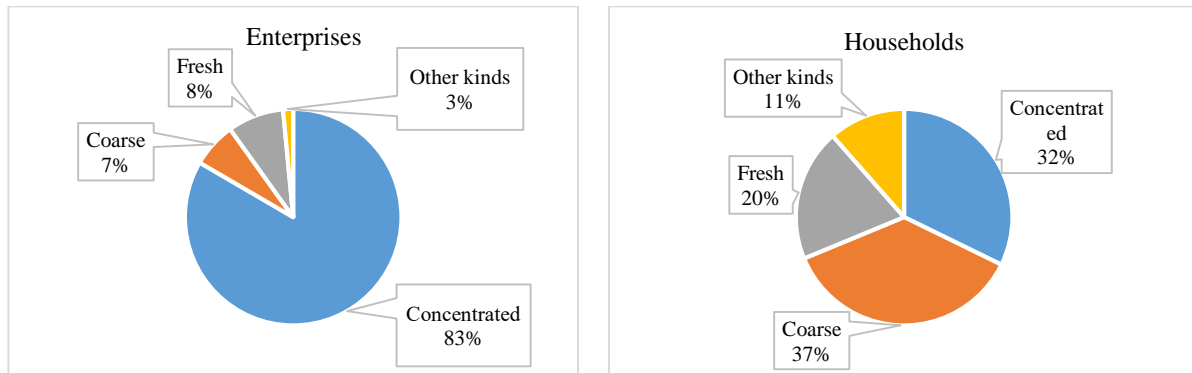 Enterprises
Fresh
8%
Other kinds
3%
Coarse
7%
Concentrated
83%
Households
Other kinds
11%
Concentrat
ed
32%
Fresh
20%
Coarse
37%